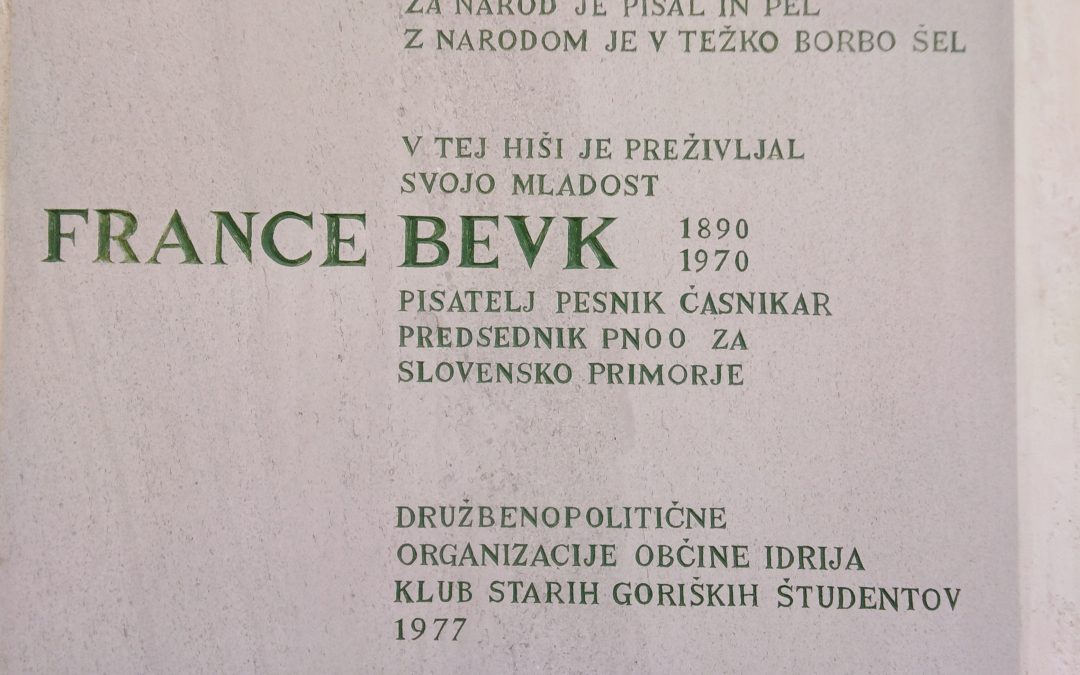 ZA NAROD JE PISAL IN PEL
Z NARODOM JE V TEŽKO BORBO ŠEL
V TEJ HIŠI JE PREŽIVLJAL
SVOJO MLADOST
FRANCE BEVK 1890
1970
PISATELJ PESNIK ČASNIKAR
PREDSEDNIK PNOO ZA
SLOVENSKO PRIMORJE
DRUŽBENOPOLITIČNE
ORGANIZACIJE OBČINE IDRIJA
KLUB STARIH GORIŠKIH ŠTUDENTOV
1977